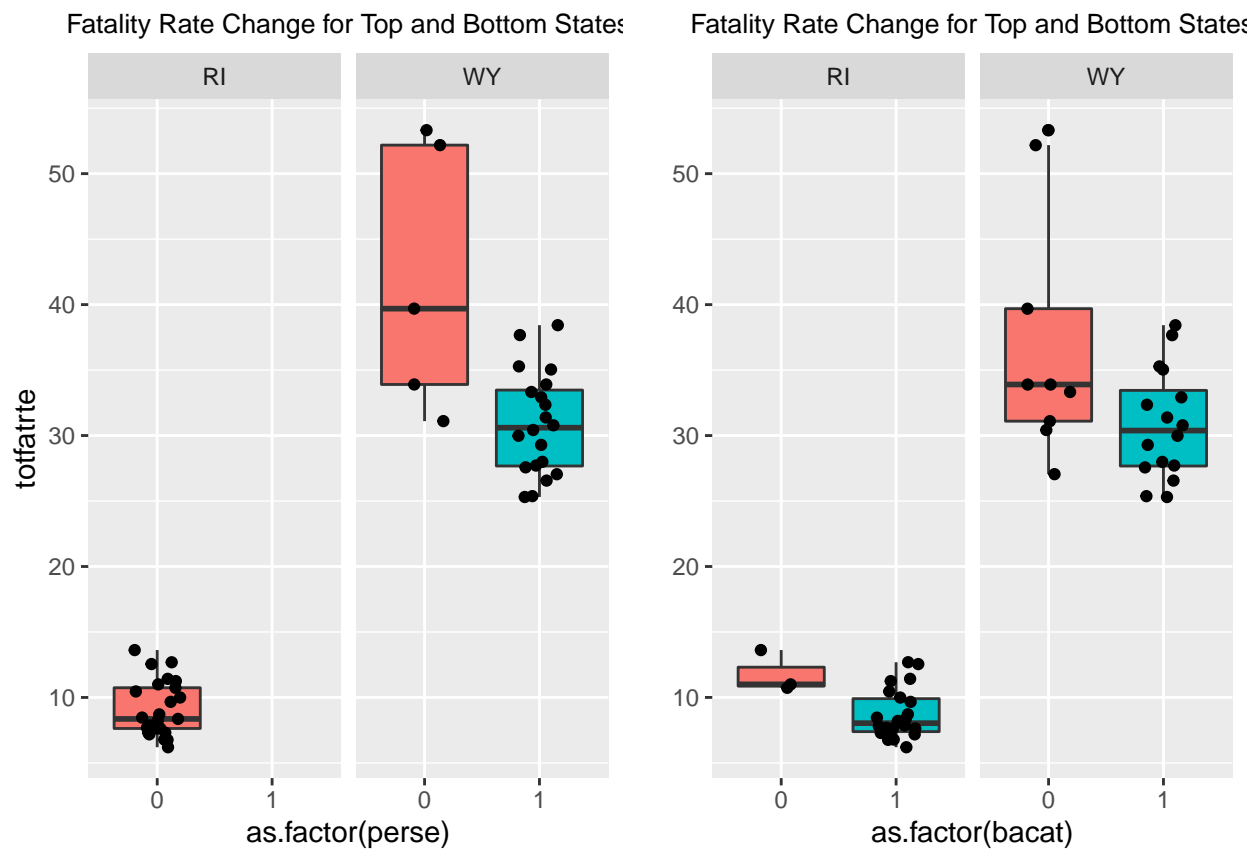 Fatality Rate Change for Top and Bottom States
RI
WY
50
40
30
20
10
totfatrte
0
1
0
1
as.factor(perse)
Fatality Rate Change for Top and Bottom States
RI
WY
50
40
30
20
10
0
1
0
1
as.factor(bacat)